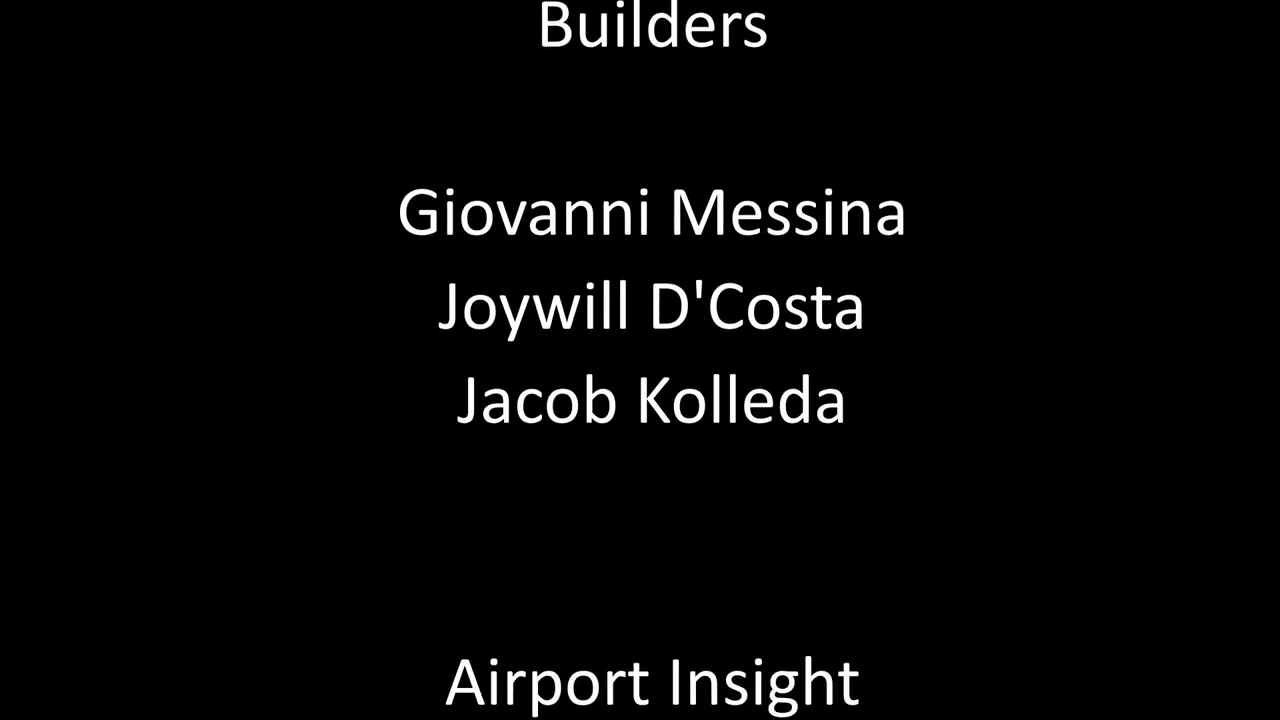 Builders
Giovanni Messina
Joywill D'Costa
Jacob Kolleda
Airport Insight